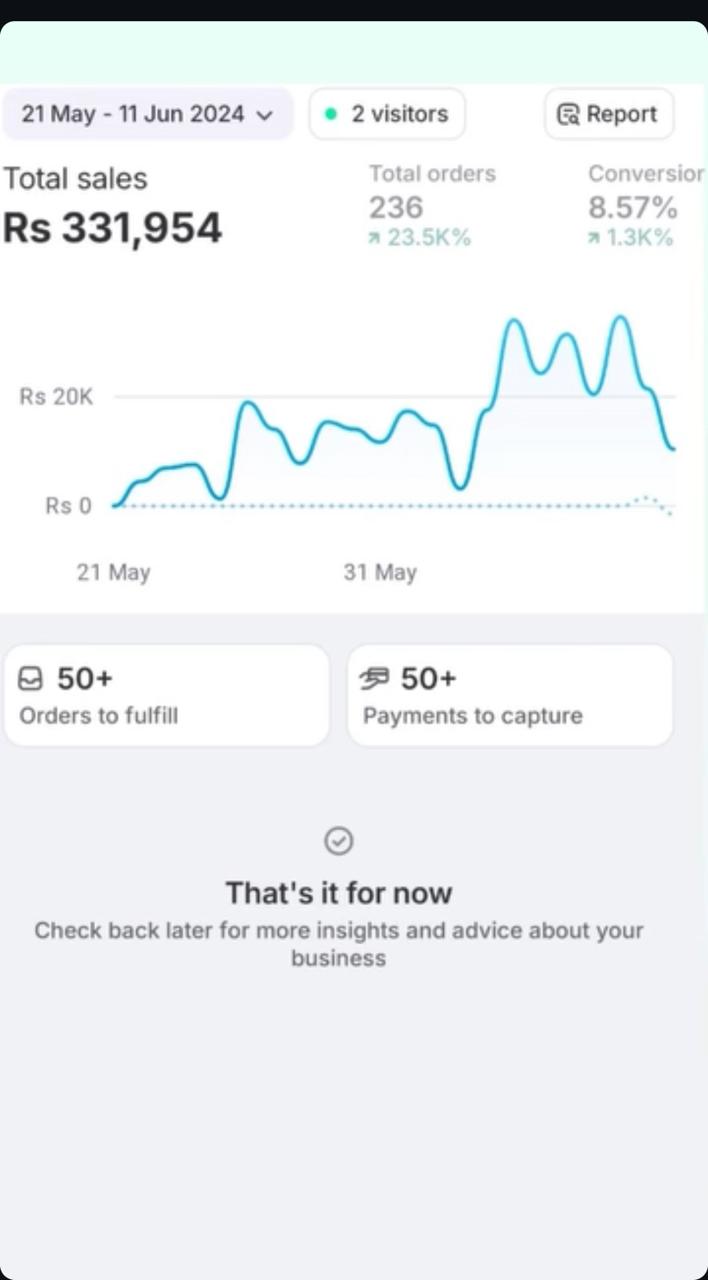 21 May - 11 Jun 2024
2 visitors
Report
Total sales
Rs 331,954
Total orders
236
23.5K%
Conversior
8.57%
1.3K%
Rs 20K
Rs 0
21 May
31 May
50+
Orders to fulfill
50+
Payments to capture
That's it for now
Check back later for more insights and advice about your
business